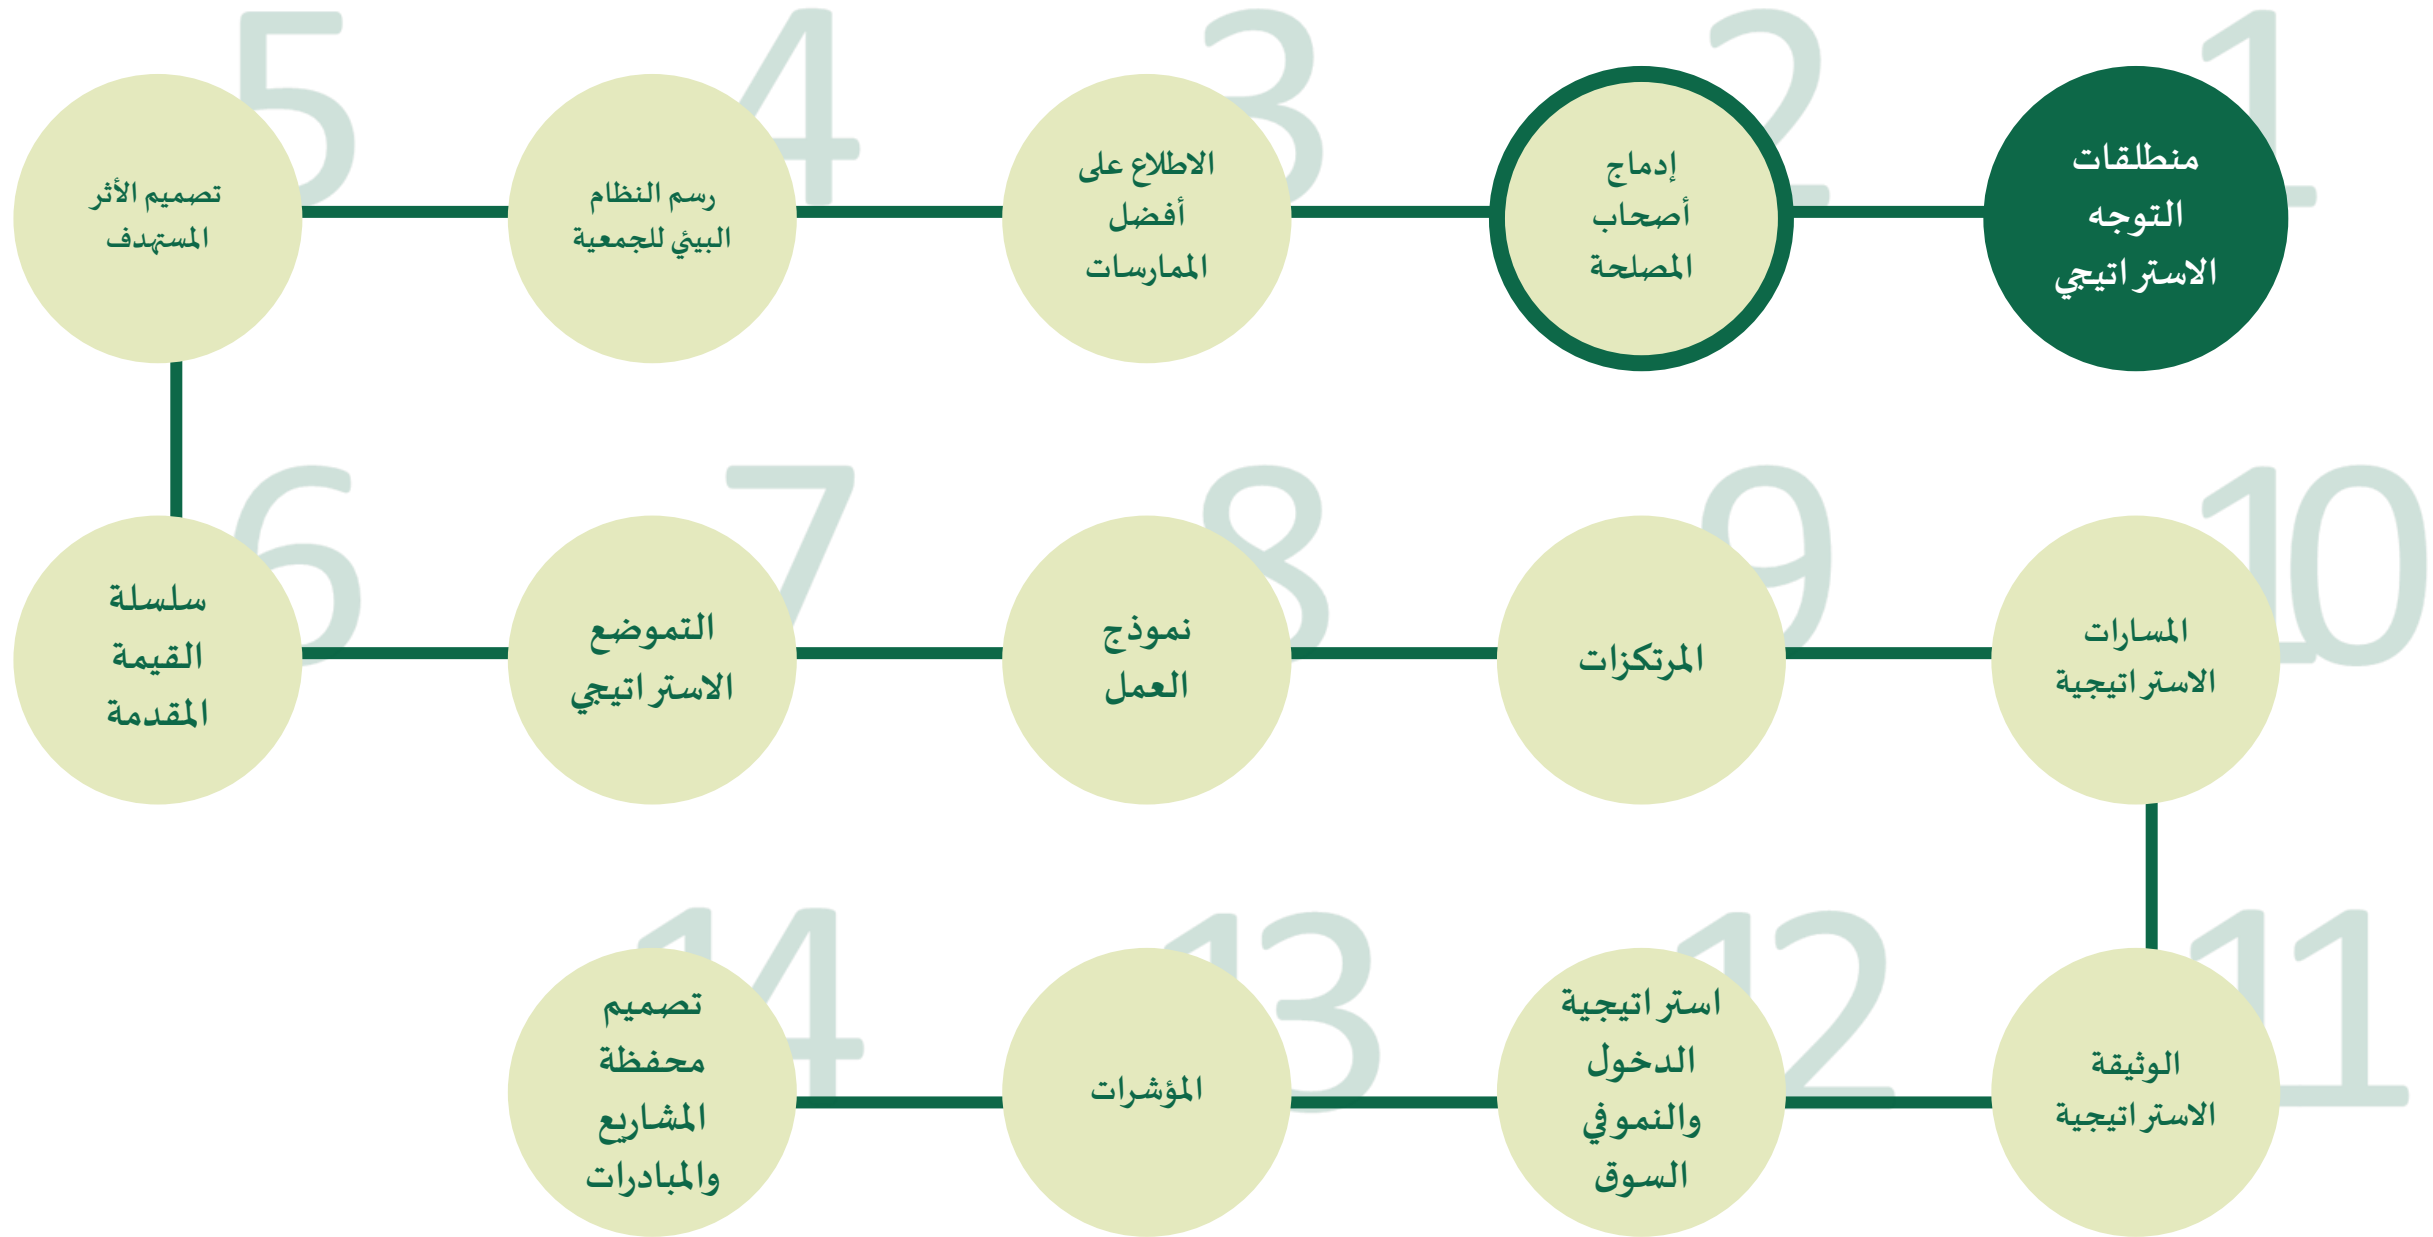 1
منطلقات
التوجه
الاستراتيجي
2
إدماج
أصحاب
المصلحة
3
الاطلاع على
أفضل
الممارسات
4
رسم النظام
البيئي للجمعية
5
تصميم الأثر
المستهدف
6
سلسلة
القيمة
المقدمة
7
التموضع
الاستراتيجي
8
نموذج
العمل
9
المرتكزات
10
المسارات
الاستراتيجية
11
الوثيقة
الاستراتيجية
12
استراتيجية
الدخول
والنمو في
السوق
13
المؤشرات
14
تصميم
محفظة
المشاريع
والمبادرات